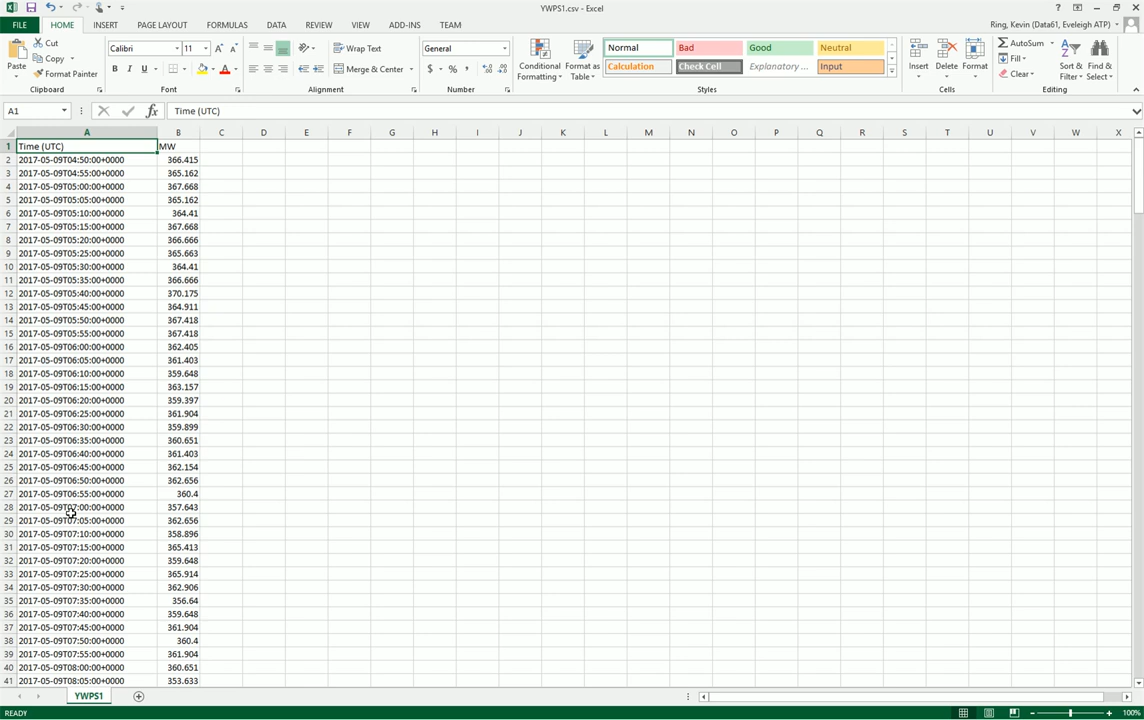 YWPS1.csv - Excel
FILE HOME INSERT PAGE LAYOUT FORMULAS DATA REVIEW VIEW ADD-INS TEAM
Ring, Kevin (Data61, Eveleigh ATP)
Paste
Cut
Copy
Format Painter
Clipboard
Calibri 11
B I U
Font
Wrap Text
Merge & Center
Alignment
General
$ % ,
Number
Conditional Formatting
Format as Table
Normal Bad Good Neutral
Calculation Check Cell Explanatory ... Input
Styles
Insert Delete Format
Cells
AutoSum
Fill
Clear
Sort & Filter
Find & Select
Editing
A1 fx Time (UTC)
A B C D E F G H I J K L M N O P Q R S T U V W X
1 Time (UTC) MW
2 2017-05-09T04:50:00+0000 366.415
3 2017-05-09T04:55:00+0000 365.162
4 2017-05-09T05:00:00+0000 367.668
5 2017-05-09T05:05:00+0000 365.162
6 2017-05-09T05:10:00+0000 364.41
7 2017-05-09T05:15:00+0000 367.668
8 2017-05-09T05:20:00+0000 366.666
9 2017-05-09T05:25:00+0000 365.663
10 2017-05-09T05:30:00+0000 364.41
11 2017-05-09T05:35:00+0000 366.666
12 2017-05-09T05:40:00+0000 370.175
13 2017-05-09T05:45:00+0000 364.911
14 2017-05-09T05:50:00+0000 367.418
15 2017-05-09T05:55:00+0000 367.418
16 2017-05-09T06:00:00+0000 362.405
17 2017-05-09T06:05:00+0000 361.403
18 2017-05-09T06:10:00+0000 359.648
19 2017-05-09T06:15:00+0000 363.157
20 2017-05-09T06:20:00+0000 359.397
21 2017-05-09T06:25:00+0000 361.904
22 2017-05-09T06:30:00+0000 359.899
23 2017-05-09T06:35:00+0000 360.651
24 2017-05-09T06:40:00+0000 361.403
25 2017-05-09T06:45:00+0000 362.154
26 2017-05-09T06:50:00+0000 362.656
27 2017-05-09T06:55:00+0000 360.4
28 2017-05-09T07:00:00+0000 357.643
29 2017-05-09T07:05:00+0000 362.656
30 2017-05-09T07:10:00+0000 358.896
31 2017-05-09T07:15:00+0000 365.413
32 2017-05-09T07:20:00+0000 359.648
33 2017-05-09T07:25:00+0000 365.914
34 2017-05-09T07:30:00+0000 362.906
35 2017-05-09T07:35:00+0000 356.64
36 2017-05-09T07:40:00+0000 359.648
37 2017-05-09T07:45:00+0000 361.904
38 2017-05-09T07:50:00+0000 360.4
39 2017-05-09T07:55:00+0000 361.904
40 2017-05-09T08:00:00+0000 360.651
41 2017-05-09T08:05:00+0000 353.633
YWPS1
READY
100%